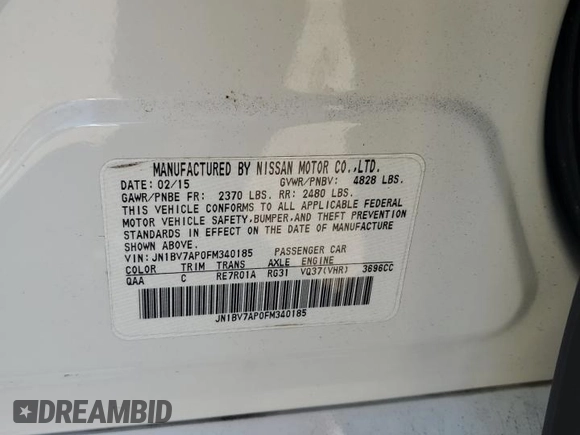 MANUFACTURED BY NISSAN MOTOR CO.,LTD.
DATE: 02/15 GVWR/PNBV: 4828 LBS.
GAWR/PNBE FR: 2370 LBS. RR: 2480 LBS.
THIS VEHICLE CONFORMS TO ALL APPLICABLE FEDERAL
MOTOR VEHICLE SAFETY, BUMPER, AND THEFT PREVENTION
STANDARDS IN EFFECT ON THE DATE OF MANUFACTURE
SHOWN ABOVE.
VIN: JN1BV7AP0FM340185 PASSENGER CAR
COLOR TRIM TRANS AXLE ENGINE
QAA C RE7R01A RG31 VQ37(VHR) 3696CC
JN1BV7AP0FM340185
DREAMBID